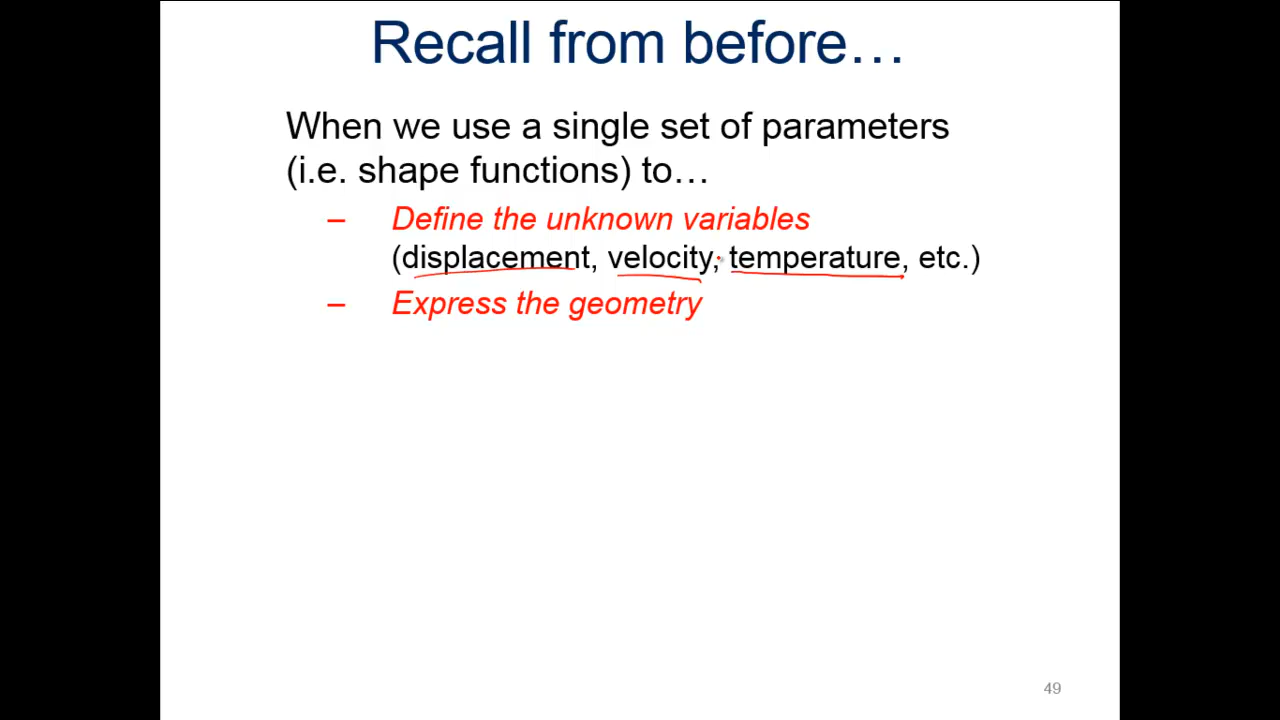 Recall from before…
When we use a single set of parameters
(i.e. shape functions) to…
– Define the unknown variables
(displacement, velocity, temperature, etc.)
– Express the geometry
49